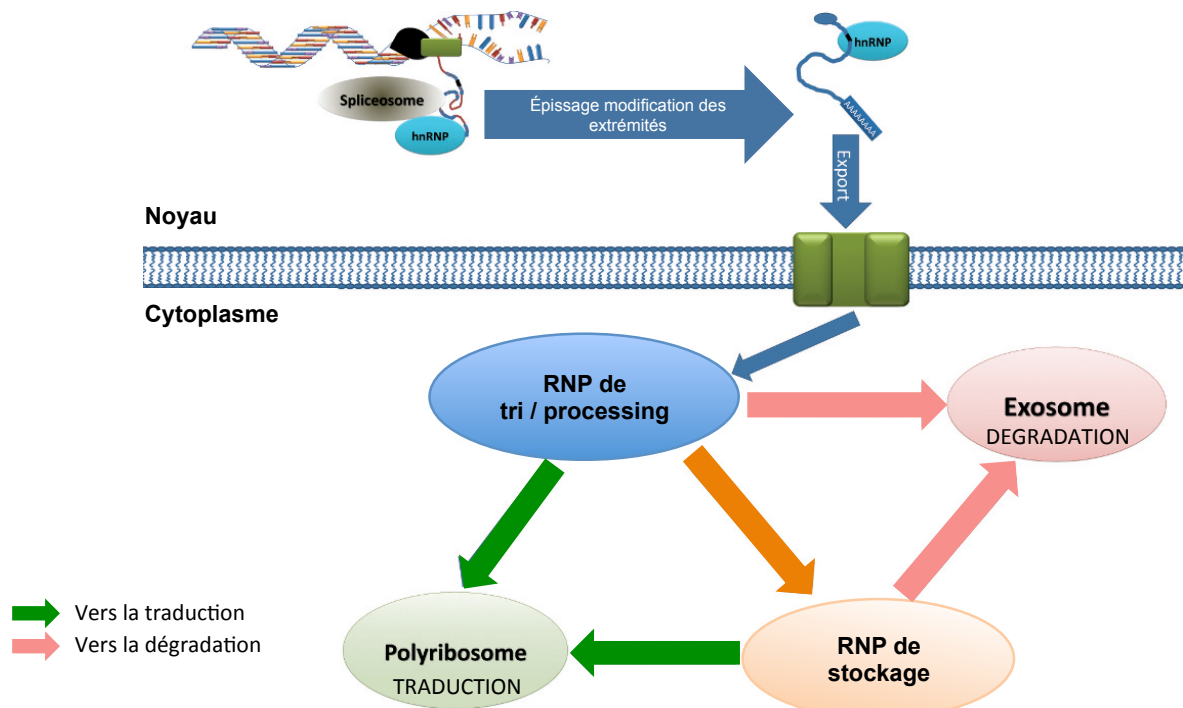 Spliceosome
hnRNP
Épissage modification des
extrémités
hnRNP
AAAAAAAA
Export
Noyau
Cytoplasme
RNP de
tri / processing
Exosome
DEGRADATION
Vers la traduction
Vers la dégradation
Polyribosome
TRADUCTION
RNP de
stockage